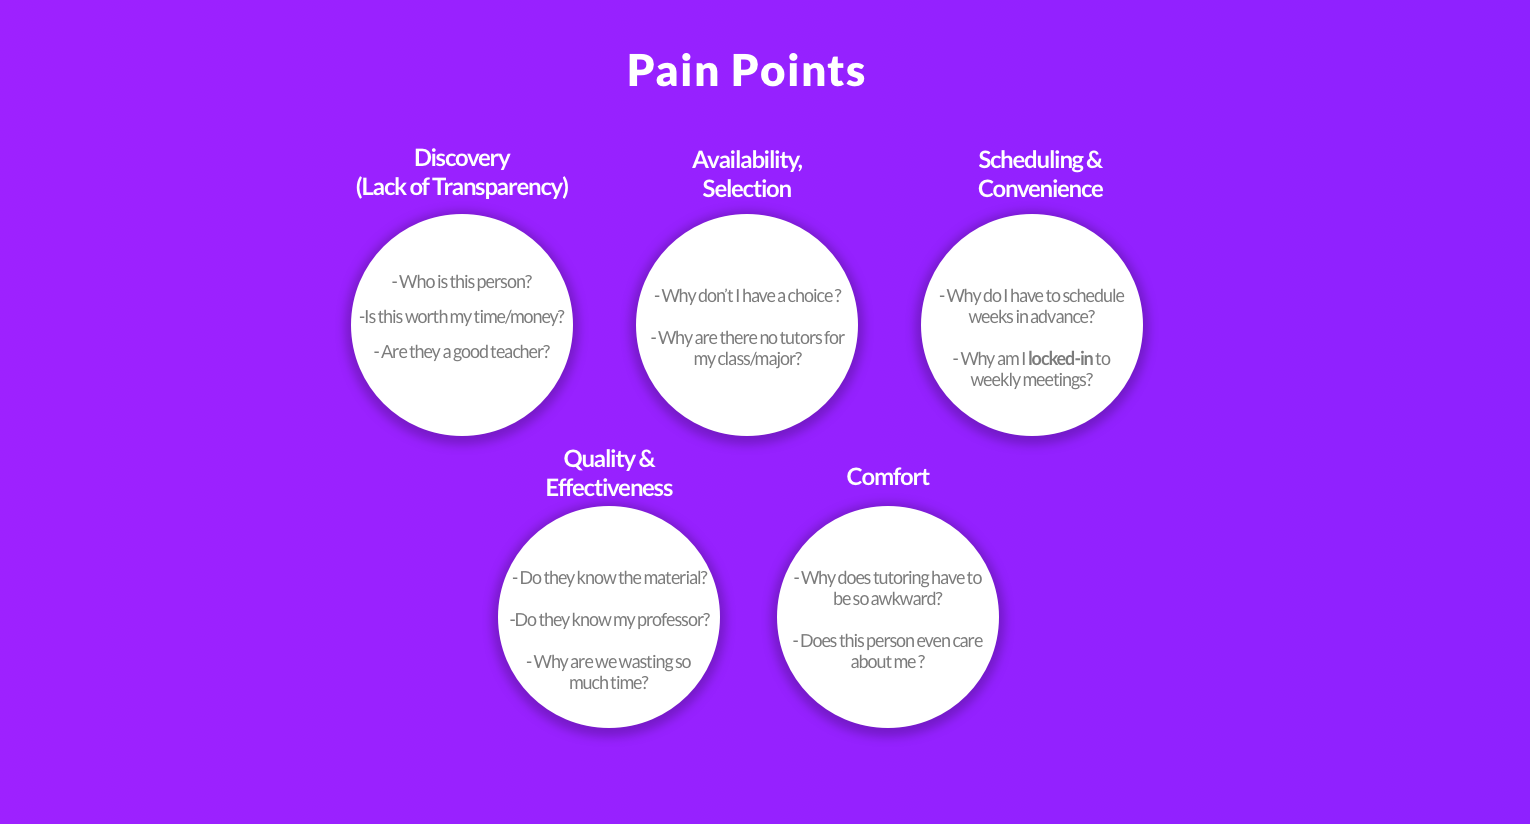 Pain Points
Discovery
(Lack of Transparency)
- Who is this person?
-Is this worth my time/money?
- Are they a good teacher?
Availability,
Selection
- Why don't I have a choice ?
- Why are there no tutors for
my class/major?
Scheduling &
Convenience
- Why do I have to schedule
weeks in advance?
- Why am I locked-in to
weekly meetings?
Quality &
Effectiveness
- Do they know the material?
-Do they know my professor?
- Why are we wasting so
much time?
Comfort
- Why does tutoring have to
be so awkward?
- Does this person even care
about me ?